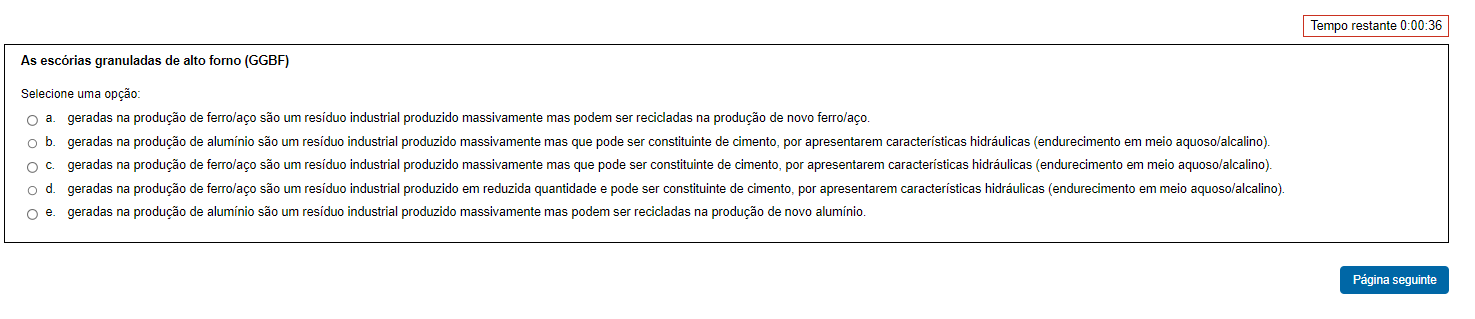 Tempo restante 0:00:36
As escórias granuladas de alto forno (GGBF)
Selecione uma opção:
a. geradas na produção de ferro/aço são um resíduo industrial produzido massivamente mas podem ser recicladas na produção de novo ferro/aço.
b. geradas na produção de alumínio são um resíduo industrial produzido massivamente mas que pode ser constituinte de cimento, por apresentarem características hidráulicas (endurecimento em meio aquoso/alcalino).
c. geradas na produção de ferro/aço são um resíduo industrial produzido massivamente mas que pode ser constituinte de cimento, por apresentarem características hidráulicas (endurecimento em meio aquoso/alcalino).
d. geradas na produção de ferro/aço são um resíduo industrial produzido em reduzida quantidade e pode ser constituinte de cimento, por apresentarem características hidráulicas (endurecimento em meio aquoso/alcalino).
e. geradas na produção de alumínio são um resíduo industrial produzido massivamente mas podem ser recicladas na produção de novo alumínio.
Página seguinte